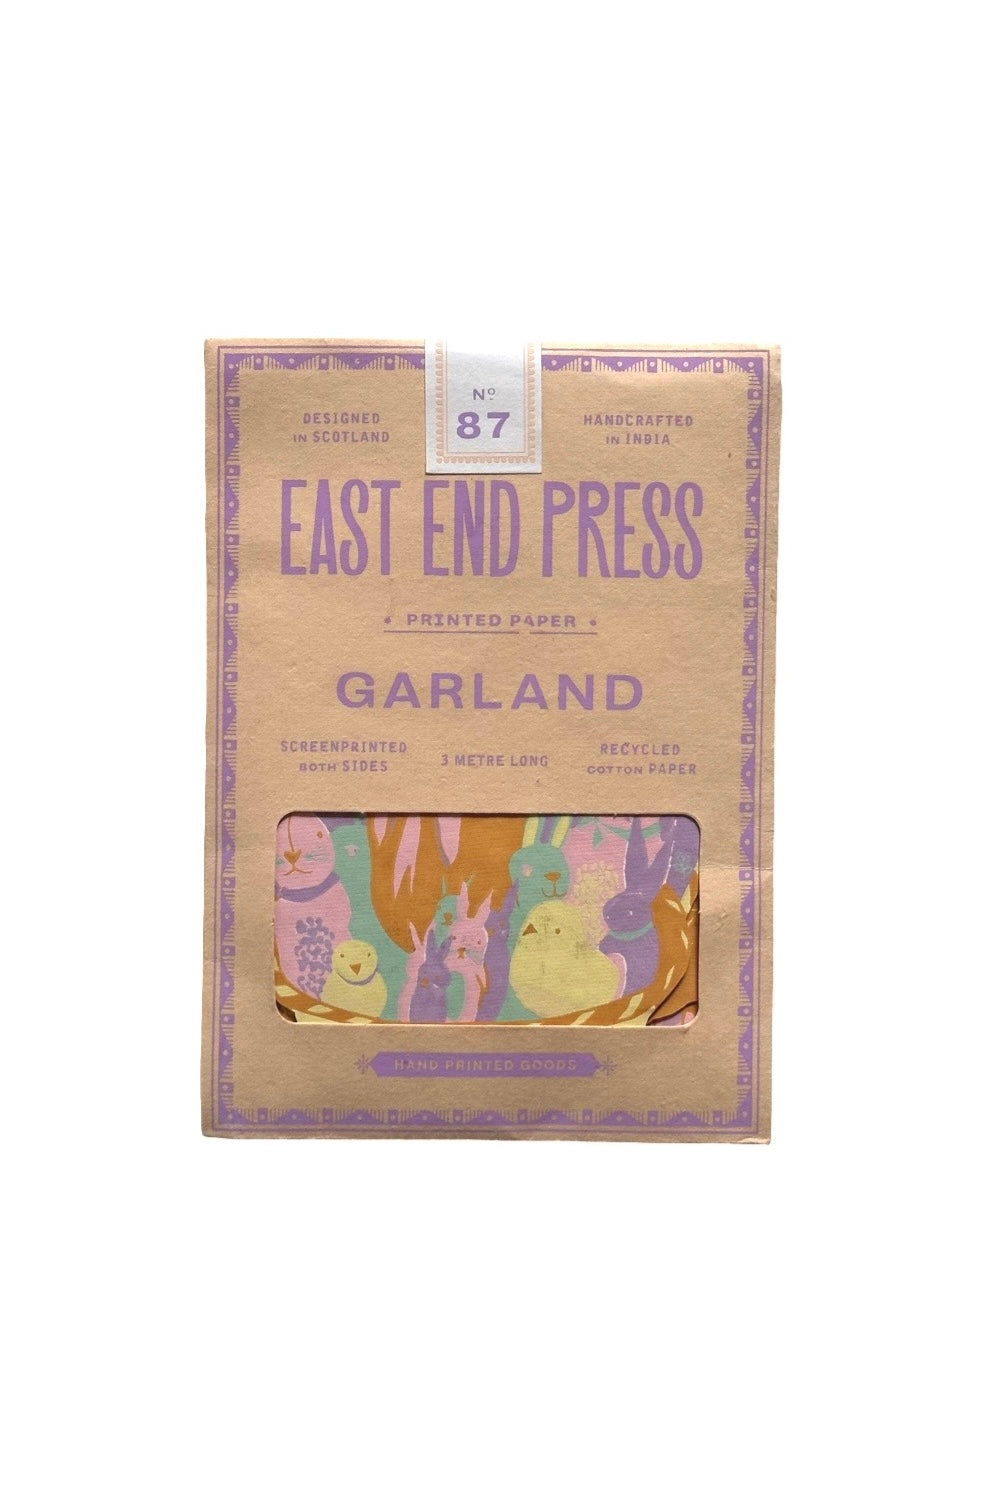 Nº
87
DESIGNED
IN SCOTLAND
HANDCRAFTED
IN INDIA
EAST END PRESS
• PRINTED PAPER •
GARLAND
SCREENPRINTED
BOTH SIDES
3 METRE LONG
RECYCLED
COTTON PAPER
HAND PRINTED GOODS